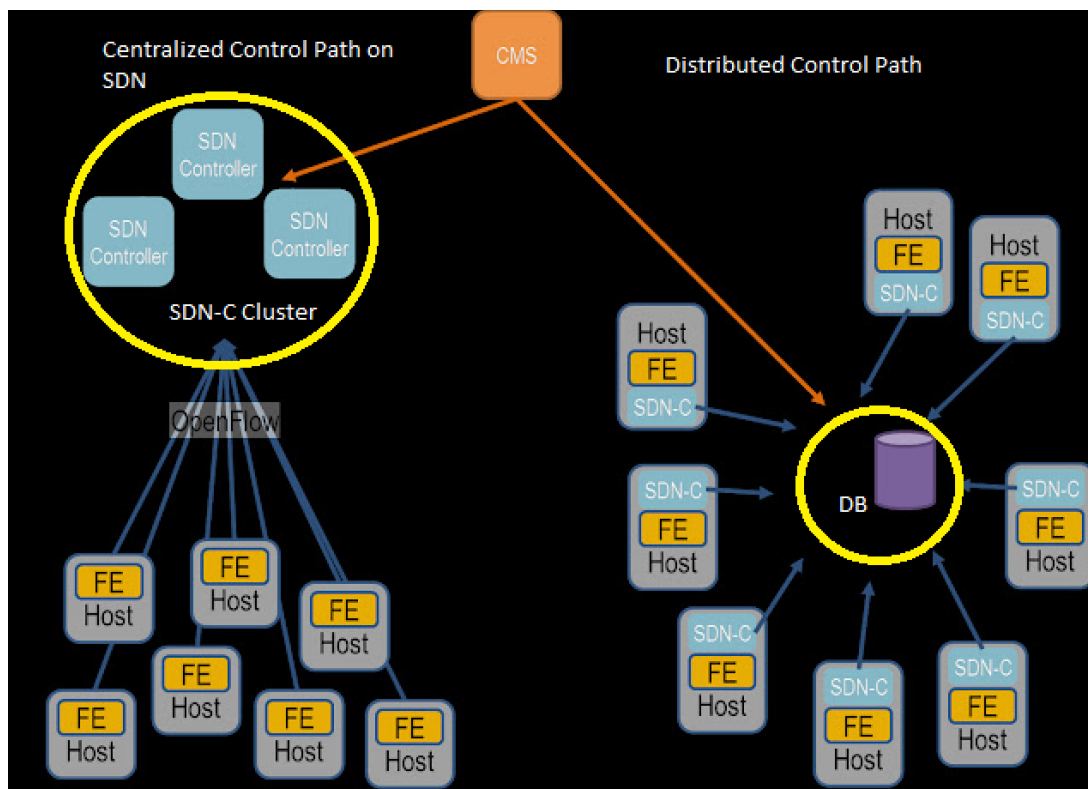 Centralized Control Path on
SDN
CMS
Distributed Control Path
SDN
Controller
SDN
Controller
SDN
Controller
SDN-C Cluster
OpenFlow
FE
Host
FE
Host
FE
Host
FE
Host
FE
Host
FE
Host
FE
Host
Host
FE
SDN-C
Host
FE
SDN-C
Host
FE
SDN-C
DB
SDN-C
FE
Host
SDN-C
FE
Host
SDN-C
FE
Host
SDN-C
FE
Host
SDN-C
FE
Host